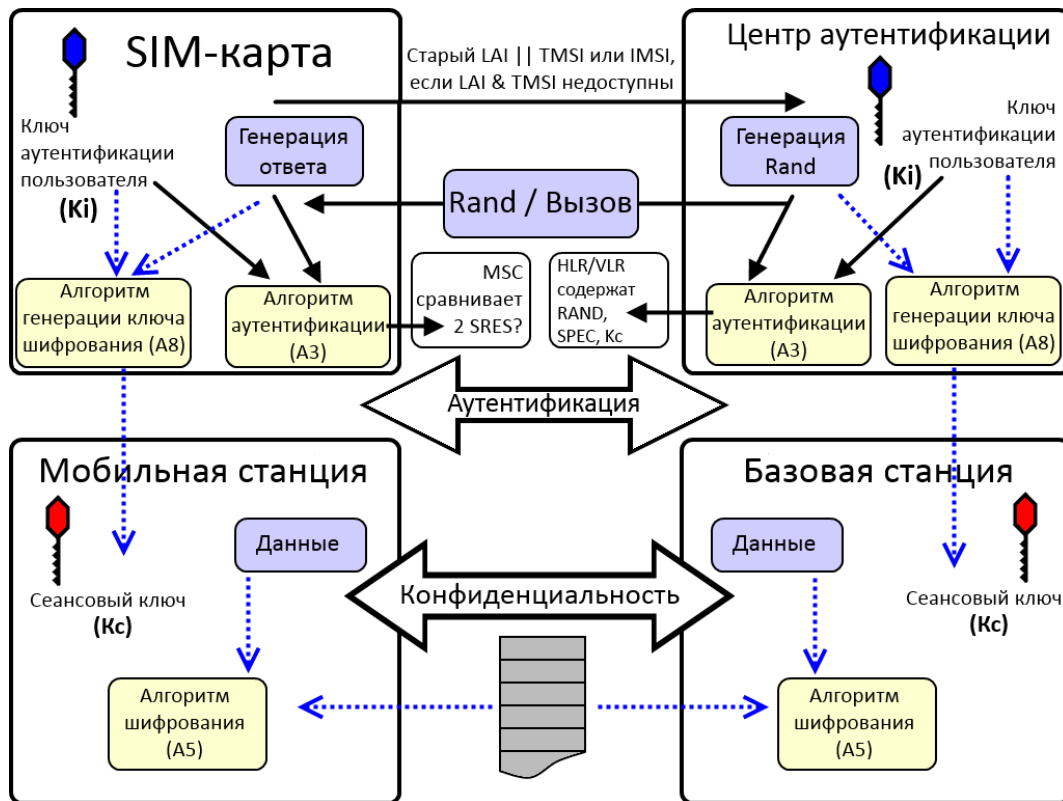 SIM-карта
Старый LAI || TMSI или IMSI,
если LAI & TMSI недоступны
Центр аутентификации
Ключ
аутентификации
пользователя
(Ki)
Генерация
ответа
Генерация
Rand
Ключ
аутентификации
пользователя
(Ki)
Rand / Вызов
Алгоритм
генерации ключа
шифрования (A8)
Алгоритм
аутентификации
(A3)
MSC
сравнивает
2 SRES?
HLR/VLR
содержат
RAND,
SPEC, Kc
Алгоритм
аутентификации
(A3)
Алгоритм
генерации ключа
шифрования (A8)
Аутентификация
Мобильная станция
Базовая станция
Данные
Данные
Сеансовый ключ
(Kc)
Конфиденциальность
Сеансовый ключ
(Kc)
Алгоритм
шифрования
(A5)
Алгоритм
шифрования
(A5)